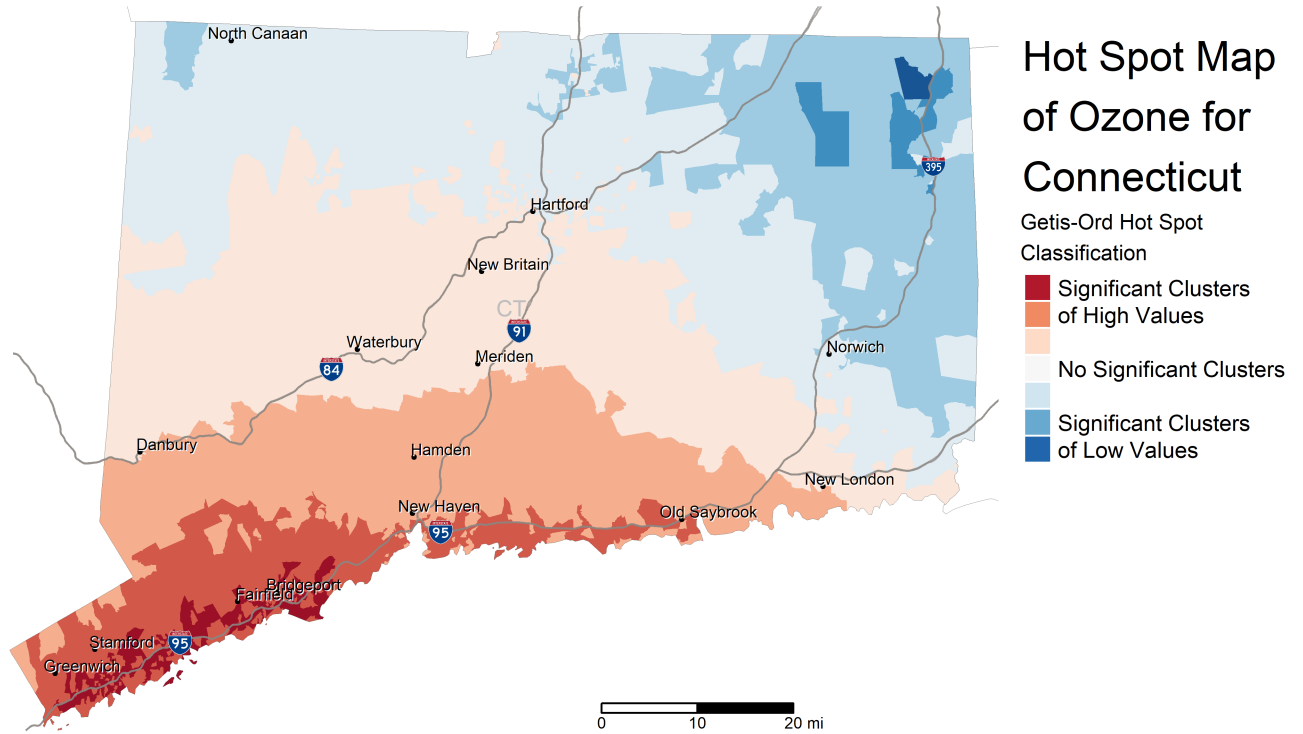 Hot Spot Map
of Ozone for
Connecticut
Getis-Ord Hot Spot
Classification
Significant Clusters
of High Values
No Significant Clusters
Significant Clusters
of Low Values
North Canaan
395
Hartford
New Britain
CT
91
Waterbury
Norwich
Meriden
84
Danbury
Hamden
New London
New Haven
Old Saybrook
95
Bridgeport
Fairfield
Stamford
95
Greenwich
0 10 20 mi